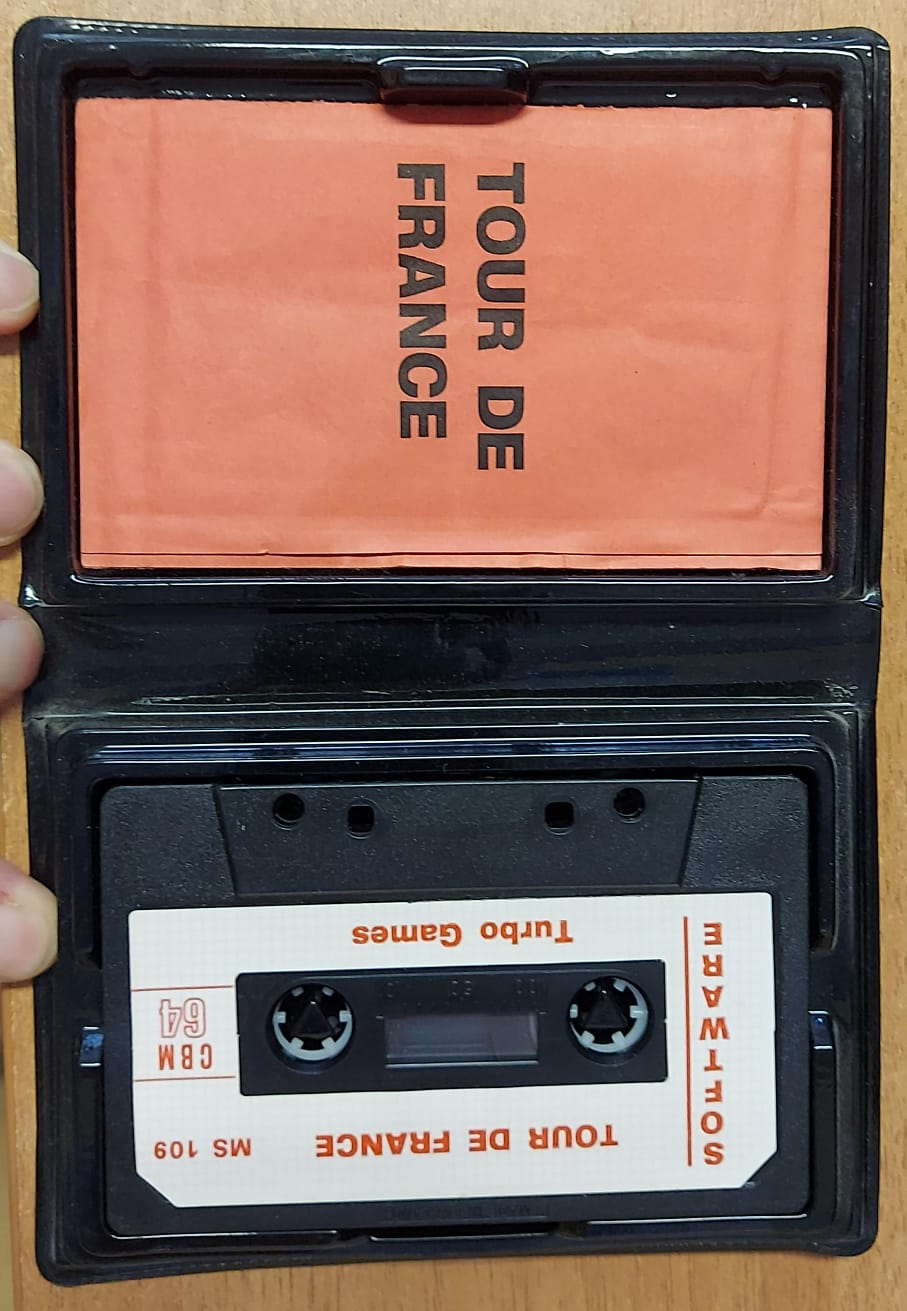 TOUR DE
FRANCE
SOFTWARE
TOUR DE FRANCE
MS 109
CBM
64
Turbo Games